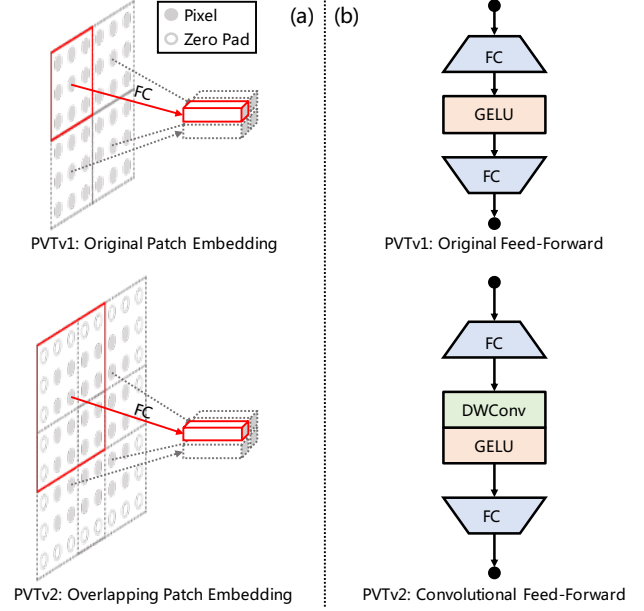 Pixel
Zero Pad
(a)
FC
PVTv1: Original Patch Embedding
FC
PVTv2: Overlapping Patch Embedding
(b)
FC
GELU
FC
PVTv1: Original Feed-Forward
FC
DWConv
GELU
FC
PVTv2: Convolutional Feed-Forward